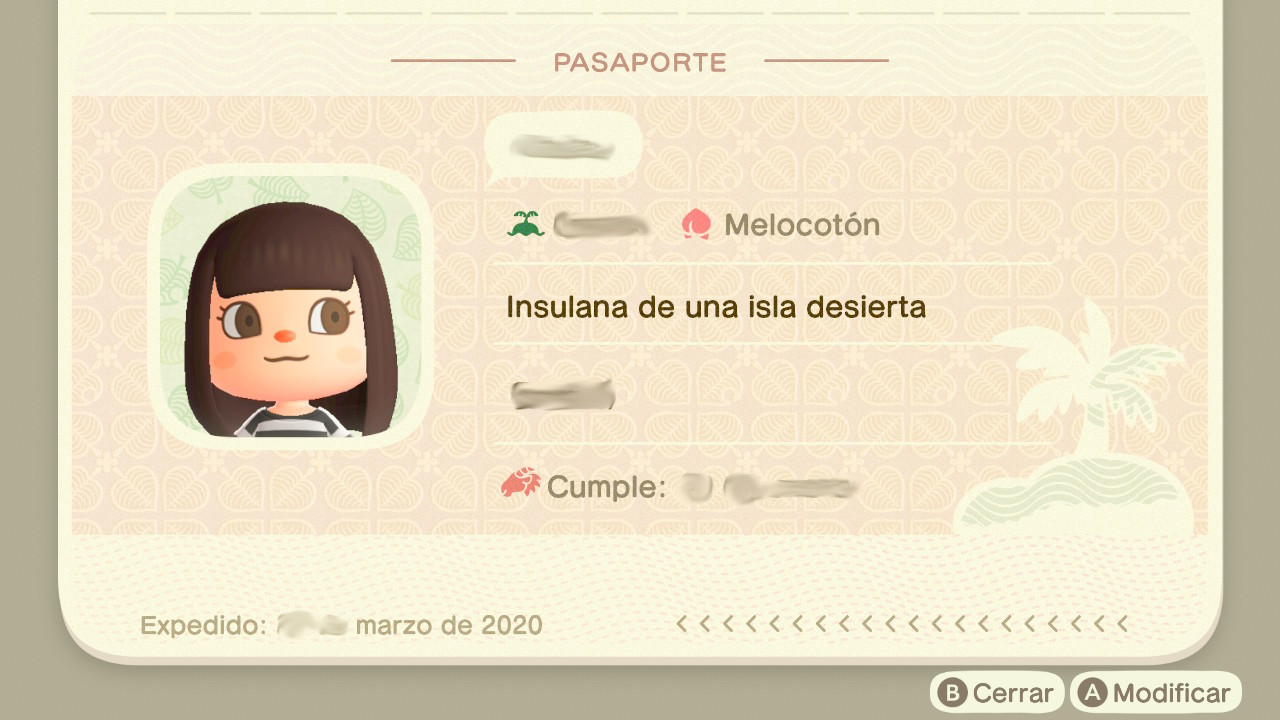 PASAPORTE
Melocotón
Insulana de una isla desierta
Cumple:
Expedido: marzo de 2020
B Cerrar A Modificar